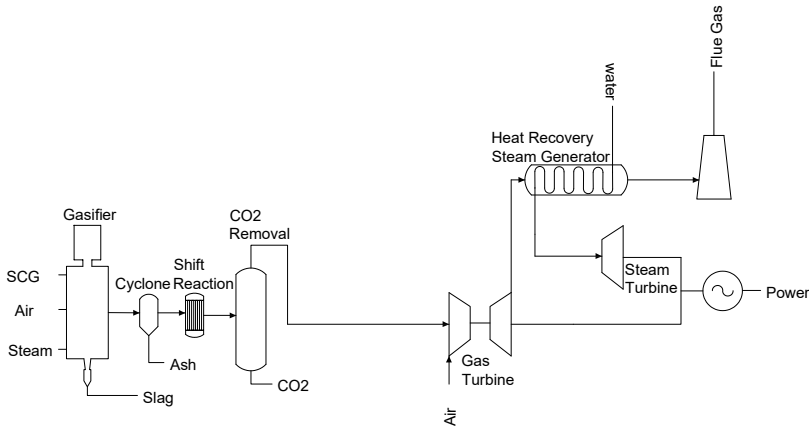 Flue Gas
water
Heat Recovery
Steam Generator
CO2
Removal
Gasifier
Shift
Reaction
Cyclone
SCG
Air
Steam
Steam
Turbine
Power
Gas
Turbine
Ash
CO2
Slag
Air